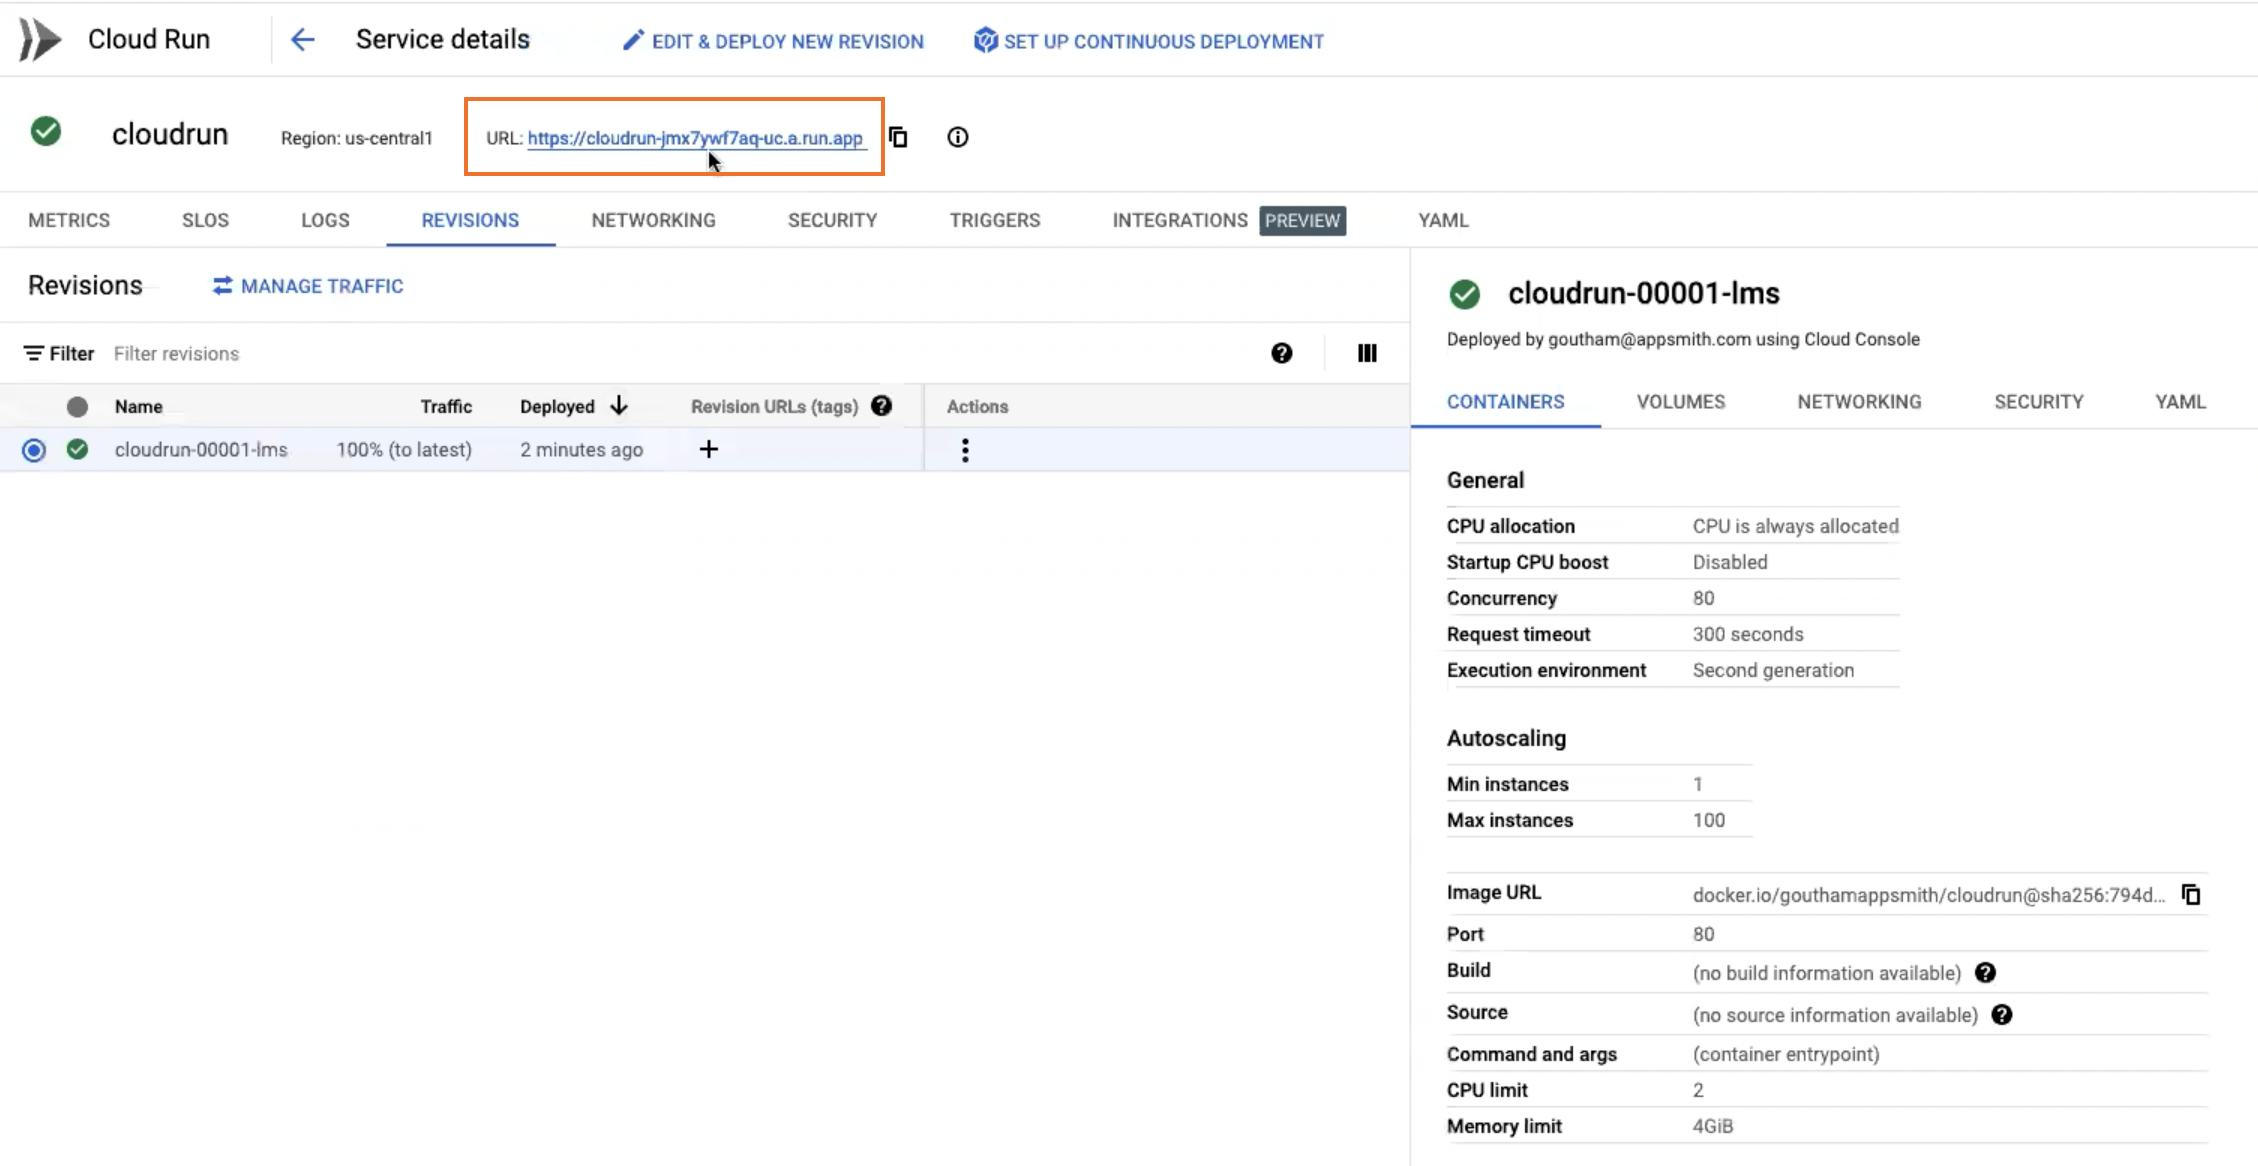 Cloud Run
Service details
EDIT & DEPLOY NEW REVISION
SET UP CONTINUOUS DEPLOYMENT
cloudrun
Region: us-central1
URL: https://cloudrun-jmx7ywf7aq-uc.a.run.app
METRICS
SLOS
LOGS
REVISIONS
NETWORKING
SECURITY
TRIGGERS
INTEGRATIONS PREVIEW
YAML
Revisions
MANAGE TRAFFIC
Filter Filter revisions
Name Traffic Deployed Revision URLs (tags) Actions
cloudrun-00001-lms 100% (to latest) 2 minutes ago
cloudrun-00001-lms
Deployed by goutham@appsmith.com using Cloud Console
CONTAINERS
VOLUMES
NETWORKING
SECURITY
YAML
General
CPU allocation CPU is always allocated
Startup CPU boost Disabled
Concurrency 80
Request timeout 300 seconds
Execution environment Second generation
Autoscaling
Min instances 1
Max instances 100
Image URL docker.io/gouthamappsmith/cloudrun@sha256:794d...
Port 80
Build (no build information available)
Source (no source information available)
Command and args (container entrypoint)
CPU limit 2
Memory limit 4GiB